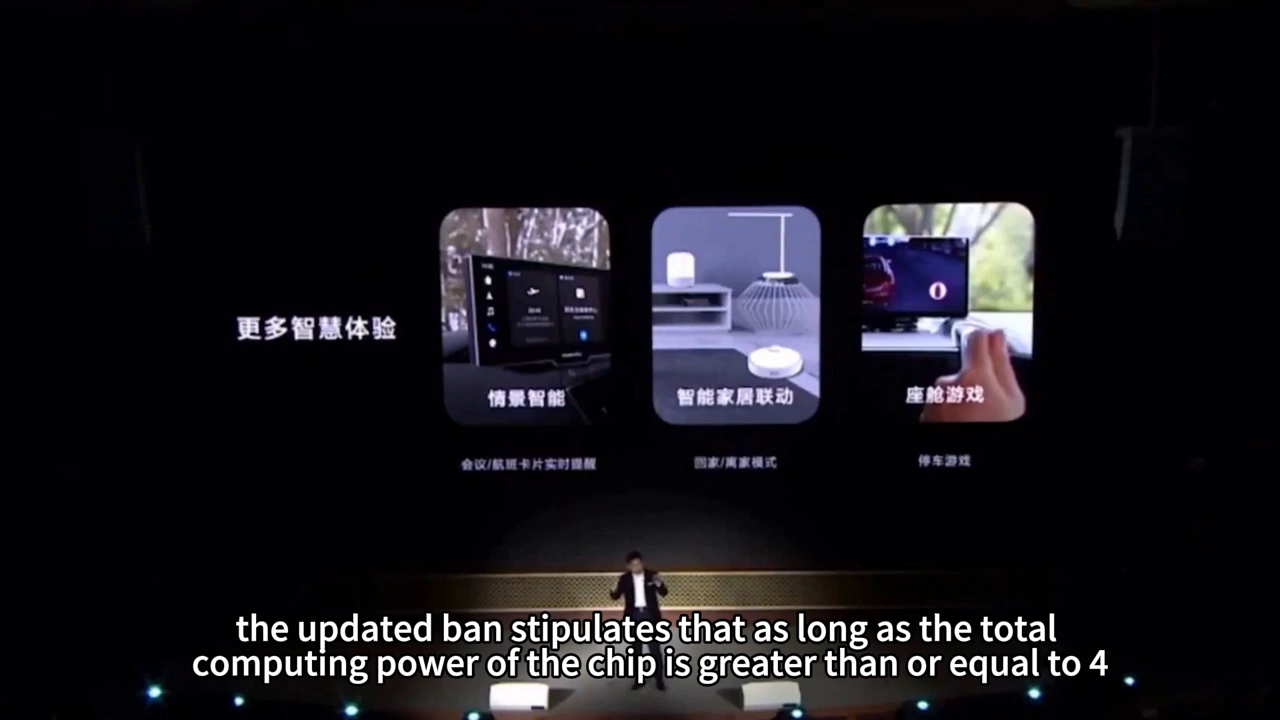 更多智慧体验
情景智能
智能家居联动
座舱游戏
会议/航班卡片实时提醒
回家/离家模式
停车游戏
the updated ban stipulates that as long as the total
computing power of the chip is greater than or equal to 4